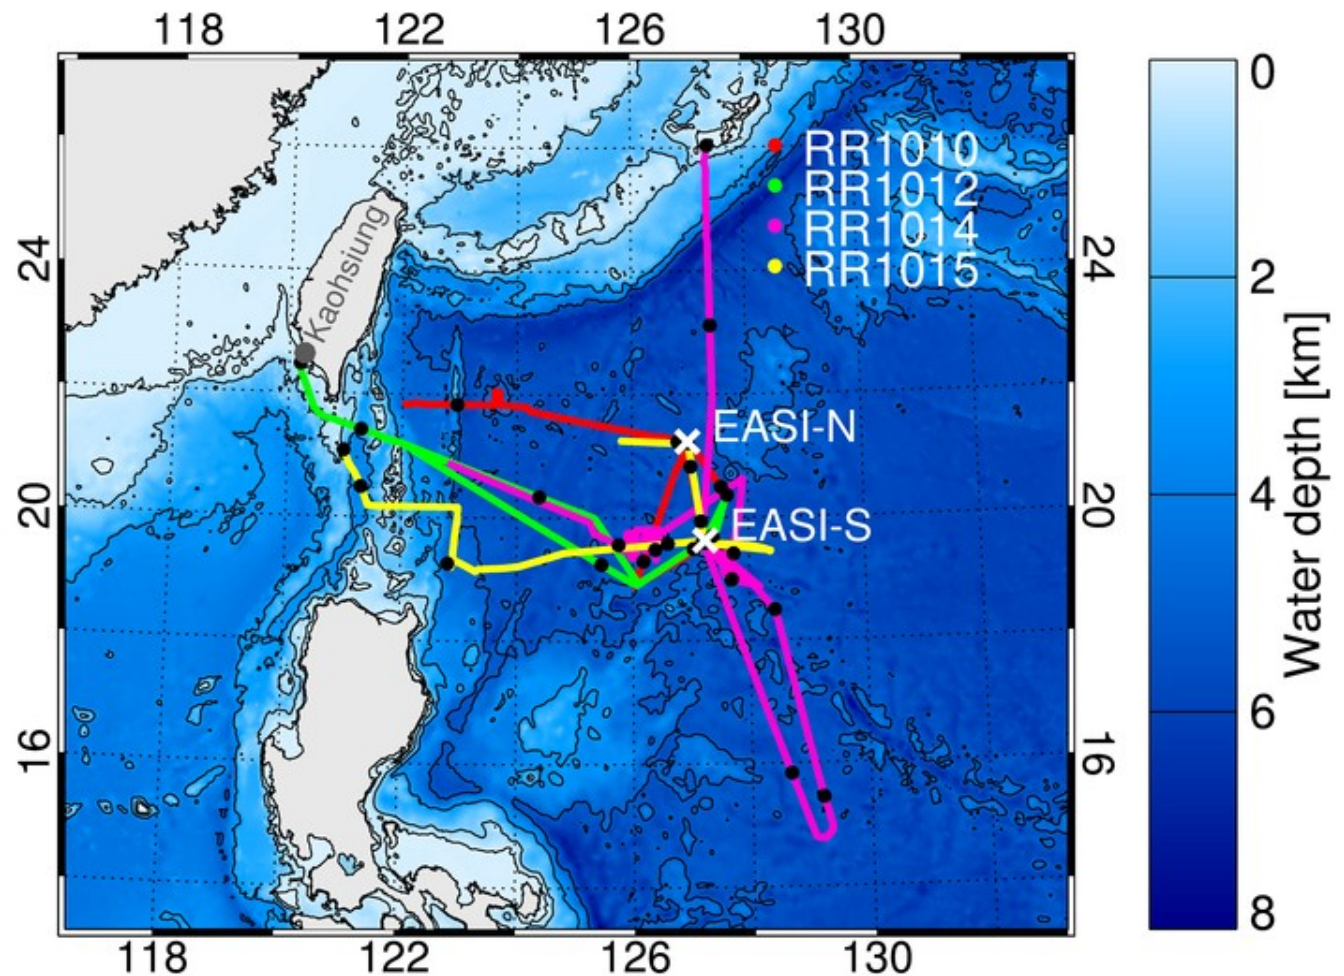 118 122 126 130
0
RR1010
RR1012
RR1014
RR1015
Kaohsiung
24
24
2
EASI-N
Water depth [km]
4
20
20
EASI-S
6
16
16
8
118 122 126 130